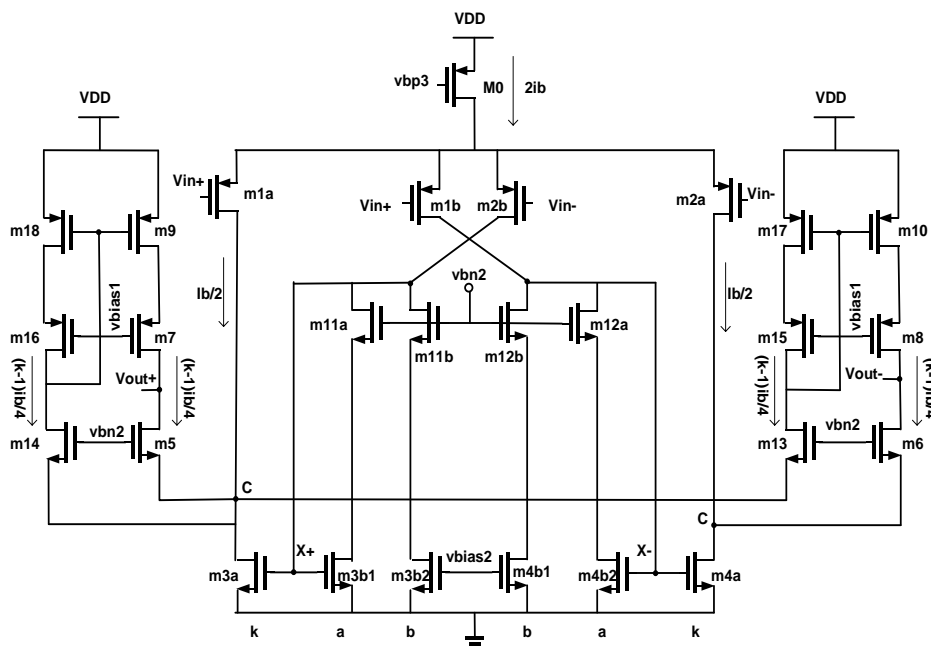 VDD
vbp3 M0 2ib
VDD VDD
Vin+ m1a Vin+ m1b m2b Vin- m2a Vin-
m18 m9 m17 m10
vbn2
Ib/2 Ib/2
m16 vbias1 m7 m11a m11b m12b m12a m15 vbias1 m8
(k-1)ib/4 Vout+ (k-1)ib/4 (k-1)ib/4 Vout- (k-1)ib/4
m14 vbn2 m5 m13 vbn2 m6
C C
X+ vbias2 X-
m3a m3b1 m3b2 m4b1 m4b2 m4a
k a b b a k